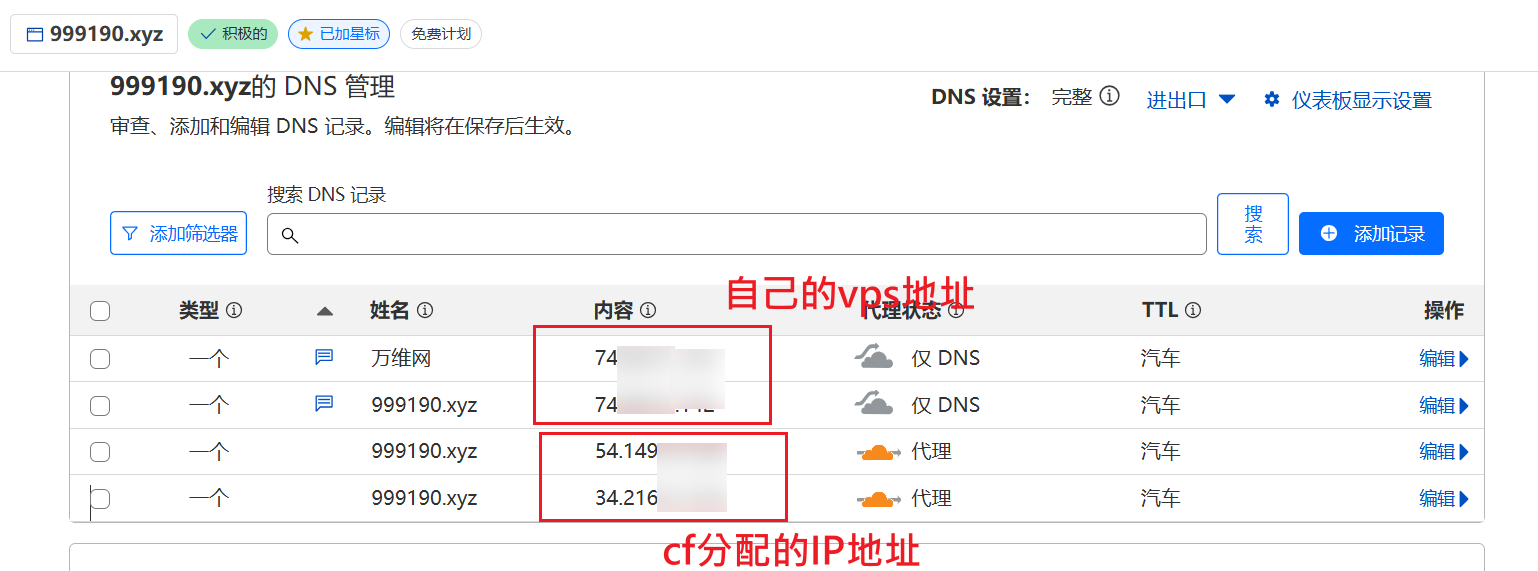 999190.xyz 积极的 已加星标 免费计划
999190.xyz的 DNS 管理
DNS 设置： 完整 进出口 仪表板显示设置
审查、添加和编辑 DNS 记录。编辑将在保存后生效。
搜索 DNS 记录
添加筛选器 搜索 添加记录
自己的vps地址
类型 姓名 内容 代理状态 TTL 操作
一个 万维网 74 仅 DNS 汽车 编辑
一个 999190.xyz 74 仅 DNS 汽车 编辑
一个 999190.xyz 54.149 代理 汽车 编辑
一个 999190.xyz 34.216 代理 汽车 编辑
cf分配的IP地址